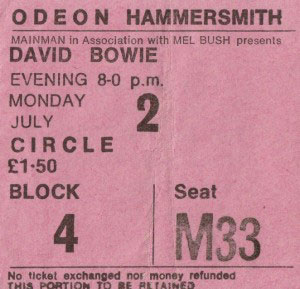 ODEON HAMMERSMITH
MAINMAN in Association with MEL BUSH presents
DAVID BOWIE
EVENING 8-0 p.m.
MONDAY
JULY 2
CIRCLE
£1·50
BLOCK
4
Seat
M33
No ticket exchanged nor money refunded
THIS PORTION TO BE RETAINED